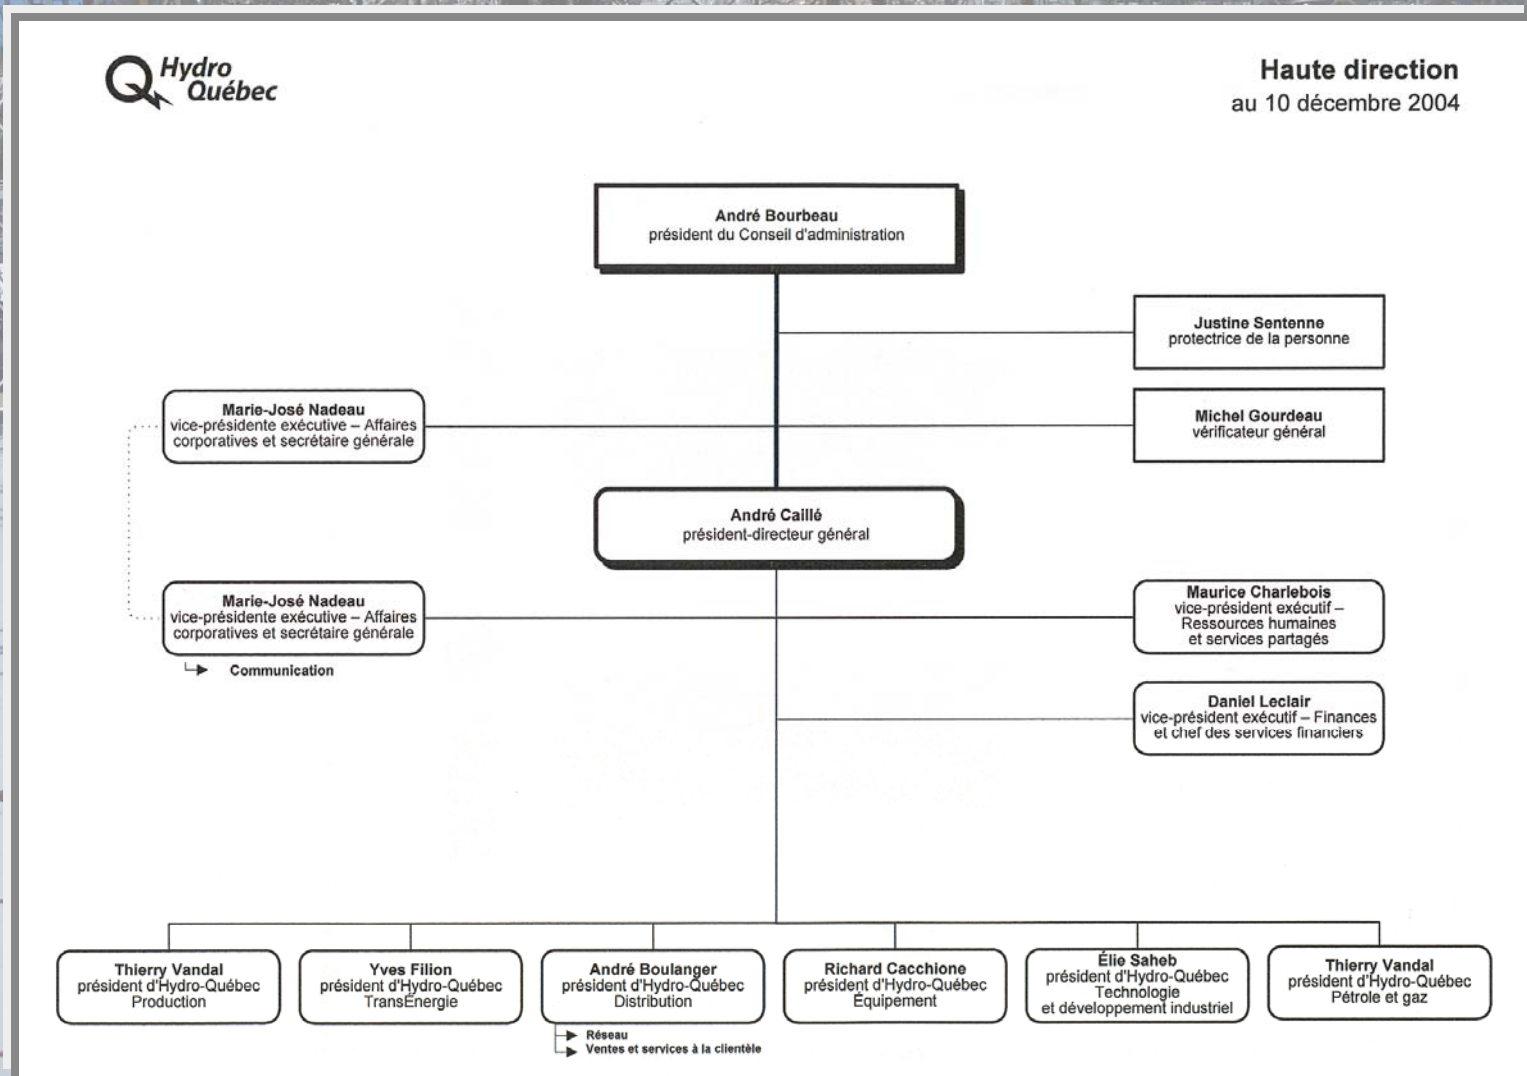 Hydro
Québec
Haute direction
au 10 décembre 2004
André Bourbeau
président du Conseil d'administration
Justine Sentenne
protectrice de la personne
Marie-José Nadeau
vice-présidente exécutive – Affaires
corporatives et secrétaire générale
Michel Gourdeau
vérificateur général
André Caillé
président-directeur général
Marie-José Nadeau
vice-présidente exécutive – Affaires
corporatives et secrétaire générale
Communication
Maurice Charlebois
vice-président exécutif –
Ressources humaines
et services partagés
Daniel Leclair
vice-président exécutif – Finances
et chef des services financiers
Thierry Vandal
président d'Hydro-Québec
Production
Yves Filion
président d'Hydro-Québec
TransÉnergie
André Boulanger
président d'Hydro-Québec
Distribution
Réseau
Ventes et services à la clientèle
Richard Cacchione
président d'Hydro-Québec
Équipement
Élie Saheb
président d'Hydro-Québec
Technologie
et développement industriel
Thierry Vandal
président d'Hydro-Québec
Pétrole et gaz